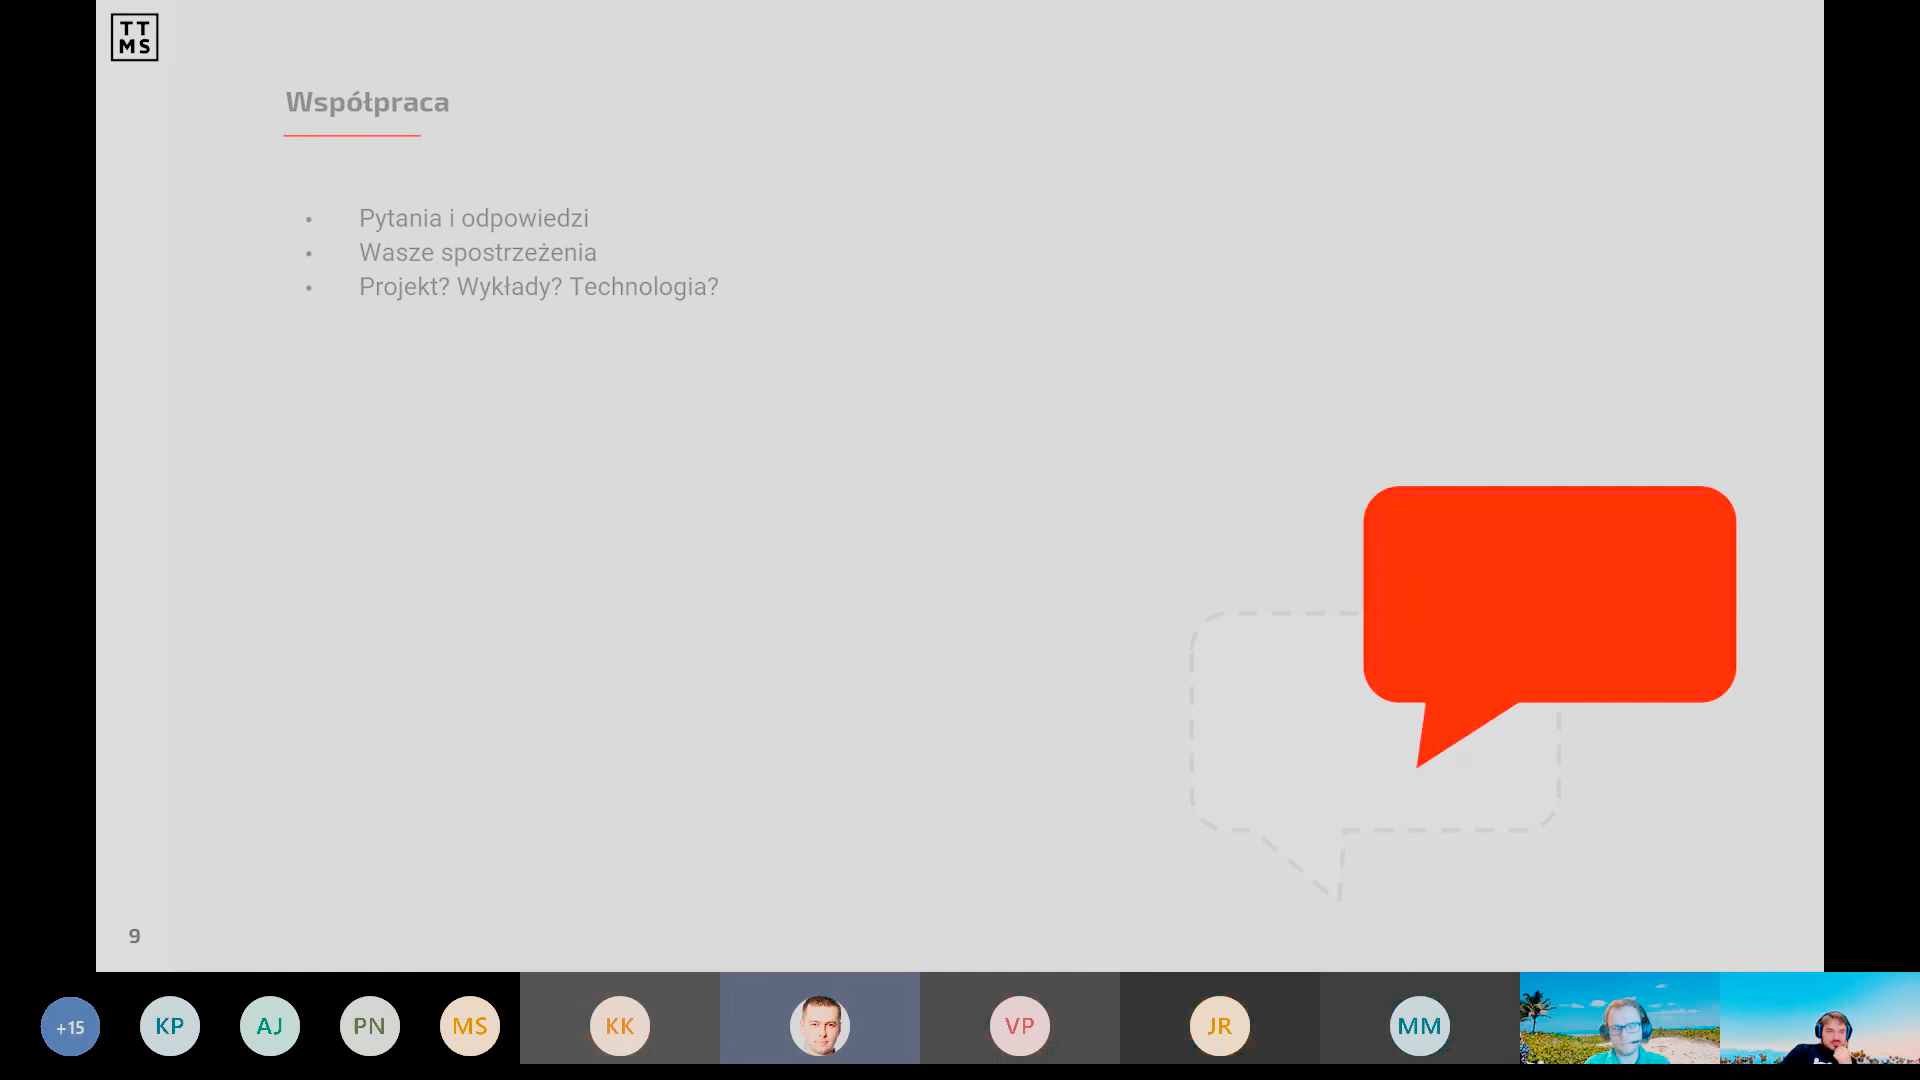 TT
MS
Współpraca
• Pytania i odpowiedzi
• Wasze spostrzeżenia
• Projekt? Wykłady? Technologia?
9
+15
KP
AJ
PN
MS
KK
VP
JR
MM